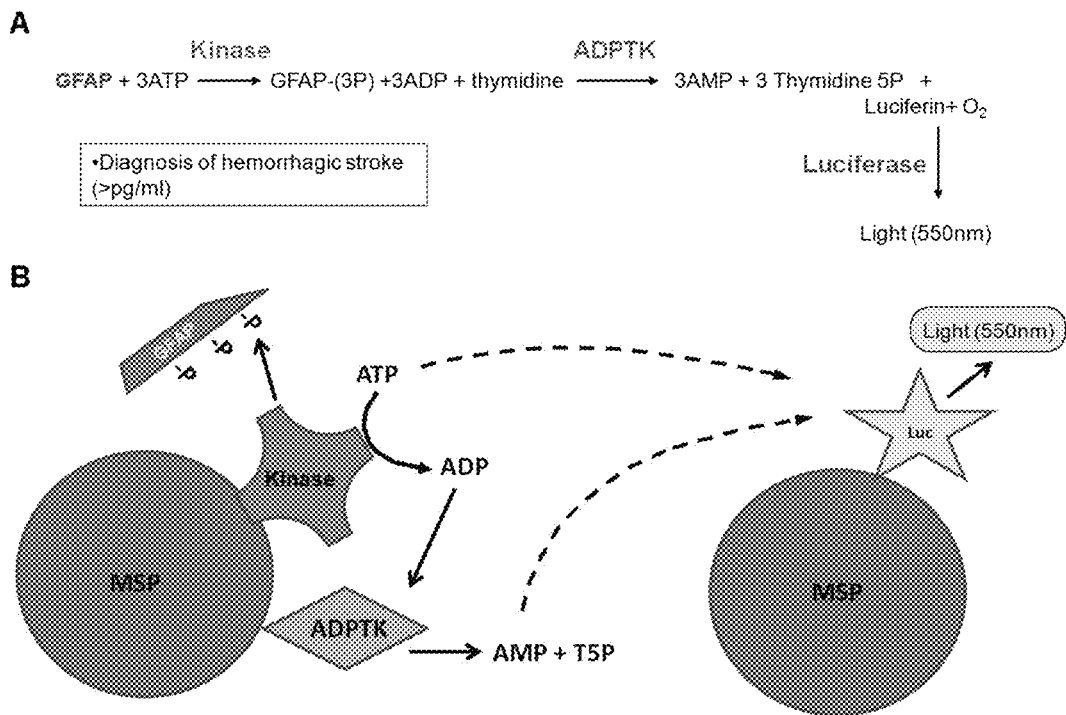 A
Kinase
ADPTK
GFAP + 3ATP → GFAP-(3P) +3ADP + thymidine → 3AMP + 3 Thymidine 5P +
Luciferin+ O₂
•Diagnosis of hemorrhagic stroke
(>pg/ml)
Luciferase
Light (550nm)
B
Light (550nm)
ATP
Luc
ADP
Kinase
MSP
MSP
ADPTK
AMP + T5P